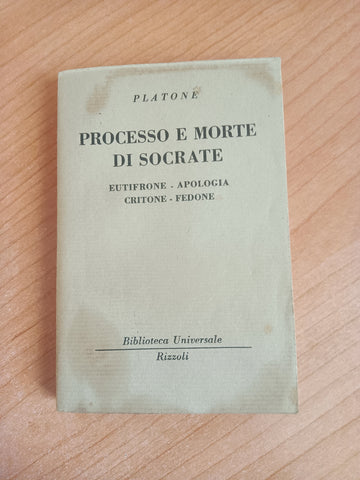 PLATONE
PROCESSO E MORTE
DI SOCRATE
EUTIFRONE - APOLOGIA
CRITONE - FEDONE
Biblioteca Universale
Rizzoli